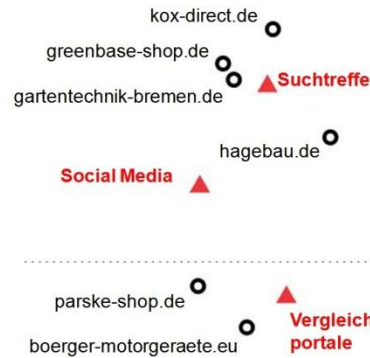 kox-direct.de
greenbase-shop.de
gartentechnik-bremen.de
Suchtreffe
hagebau.de
Social Media
parske-shop.de
Vergleich
portale
boerger-motorgeraete.eu